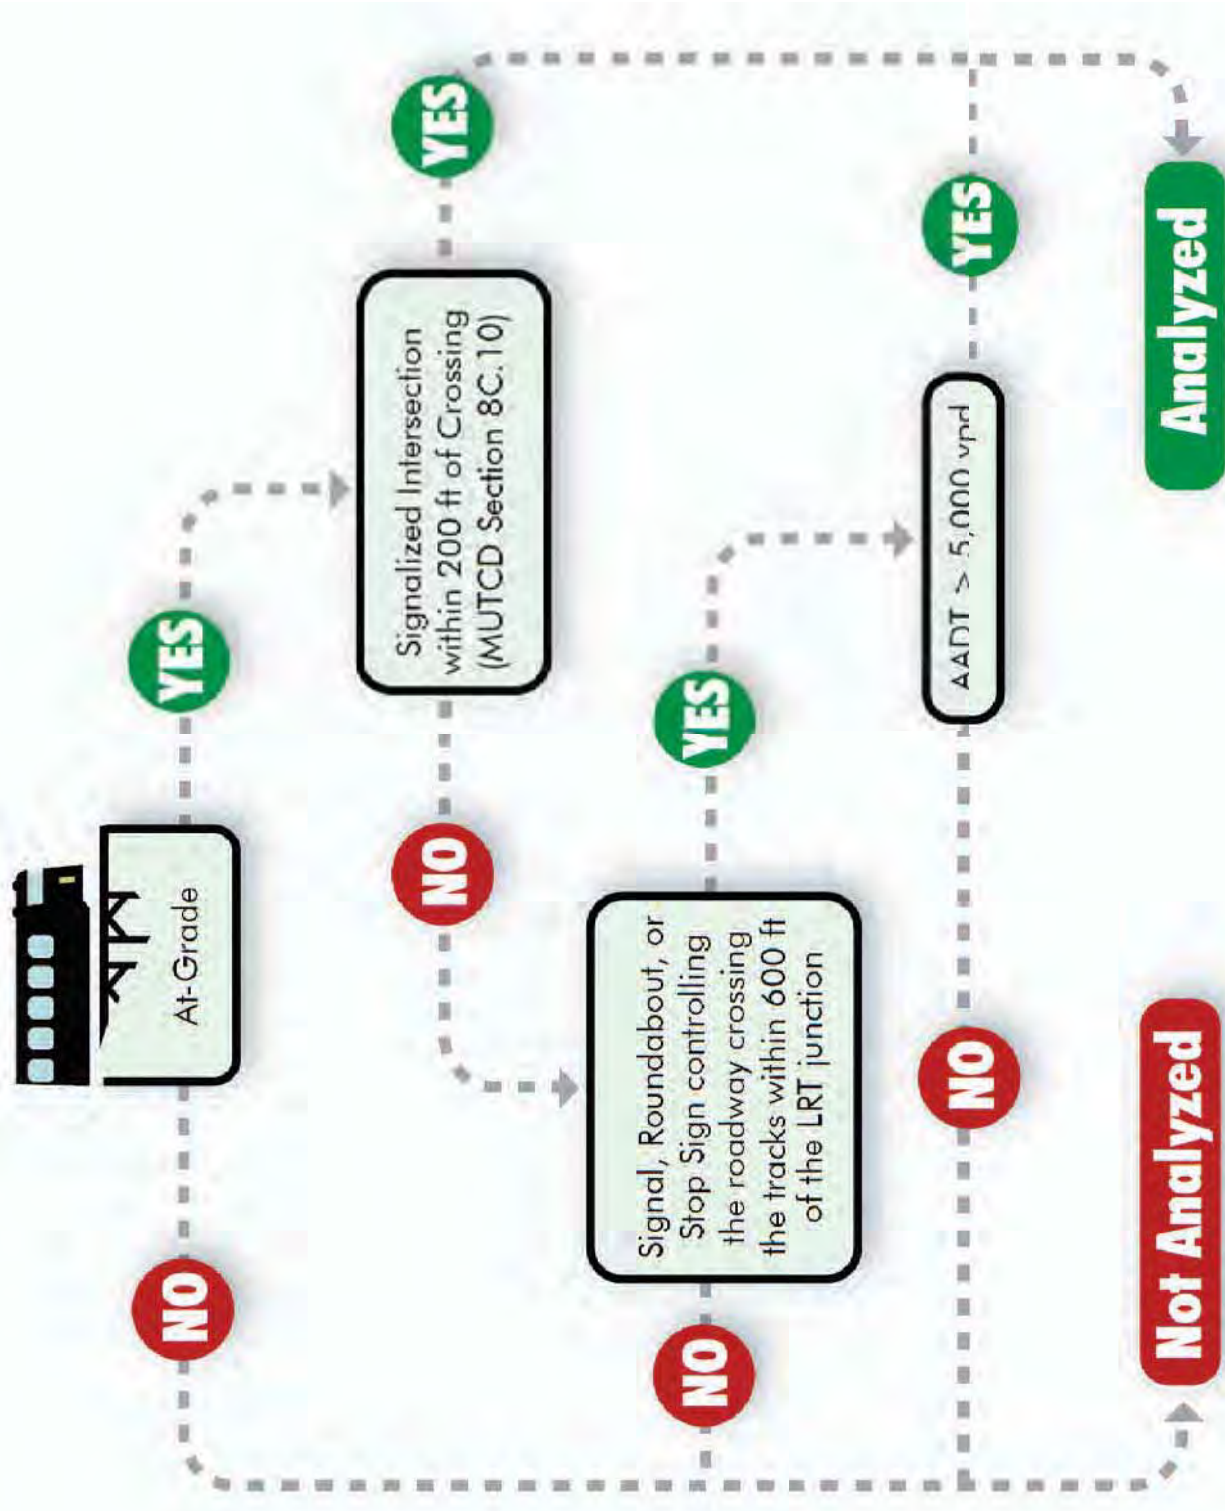 At-Grade
NO
YES
Signalized Intersection
within 200 ft of Crossing
(MUTCD Section 8C.10)
NO
YES
Signal, Roundabout, or
Stop Sign controlling
the roadway crossing
the tracks within 600 ft
of the LRT junction
NO
YES
AADT > 5,000 vpd
NO
YES
Not Analyzed
Analyzed